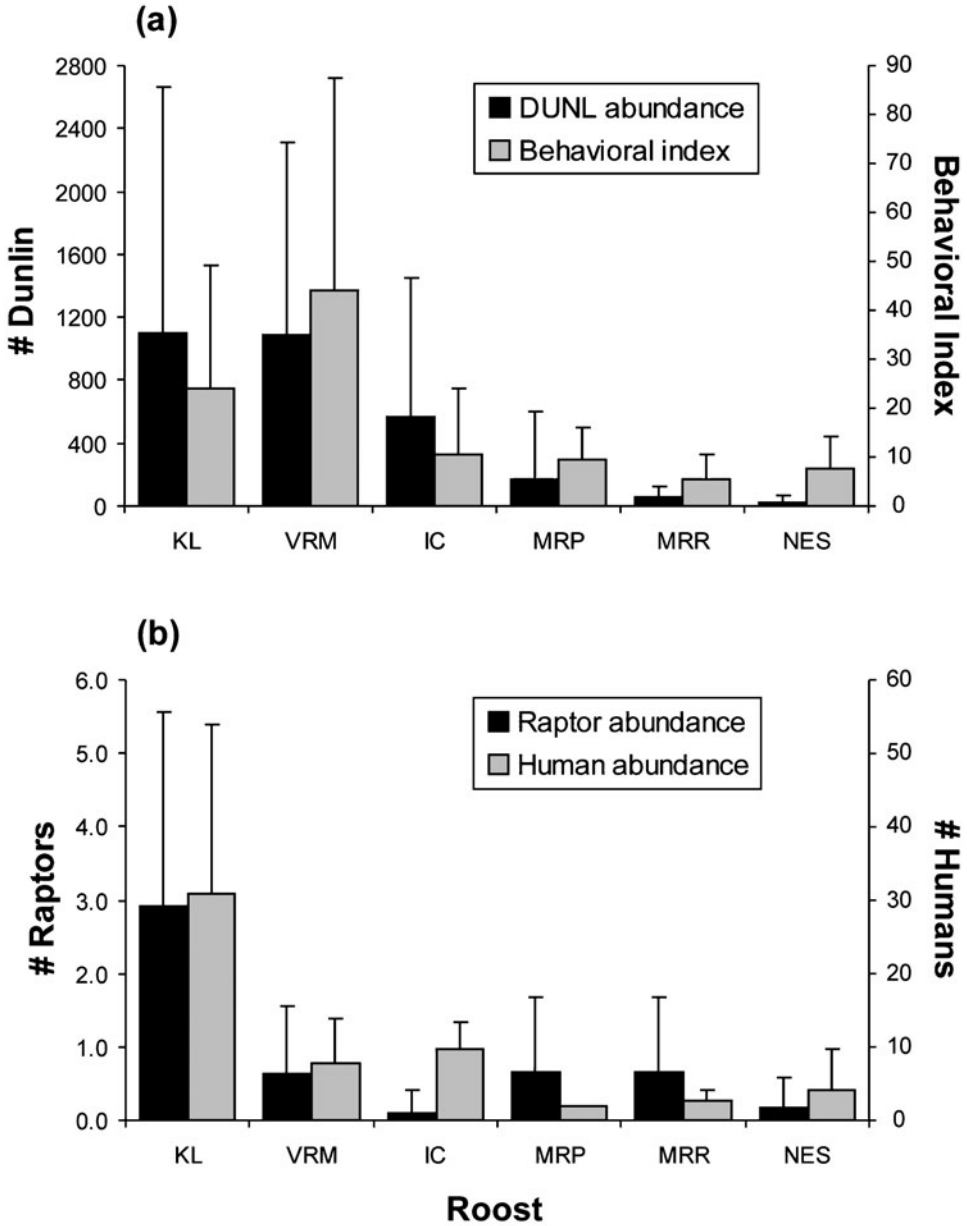 (a)
2800
2400
2000
1600
1200
800
400
0
# Dunlin
DUNL abundance
Behavioral index
90
80
70
60
50
40
30
20
10
0
Behavioral Index
KL VRM IC MRP MRR NES
(b)
6.0
5.0
4.0
3.0
2.0
1.0
0.0
# Raptors
Raptor abundance
Human abundance
60
50
40
30
20
10
0
# Humans
KL VRM IC MRP MRR NES
Roost